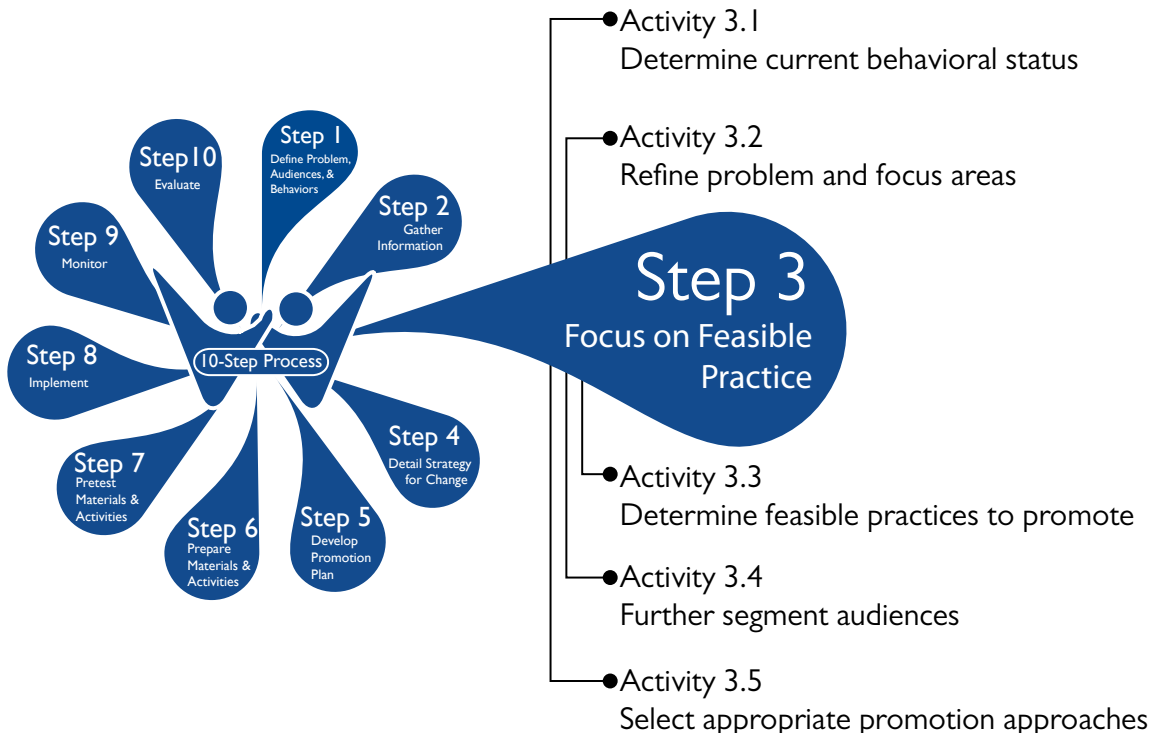 Activity 3.1
Determine current behavioral status
Activity 3.2
Refine problem and focus areas
Step 1
Define Problem,
Audiences, &
Behaviors
Step 2
Gather
Information
Step 3
Focus on Feasible
Practice
Step 4
Detail Strategy
for Change
Step 5
Develop
Promotion
Plan
Step 6
Prepare
Materials &
Activities
Step 7
Pretest
Materials &
Activities
Step 8
Implement
Step 9
Monitor
Step10
Evaluate
10-Step Process
Activity 3.3
Determine feasible practices to promote
Activity 3.4
Further segment audiences
Activity 3.5
Select appropriate promotion approaches